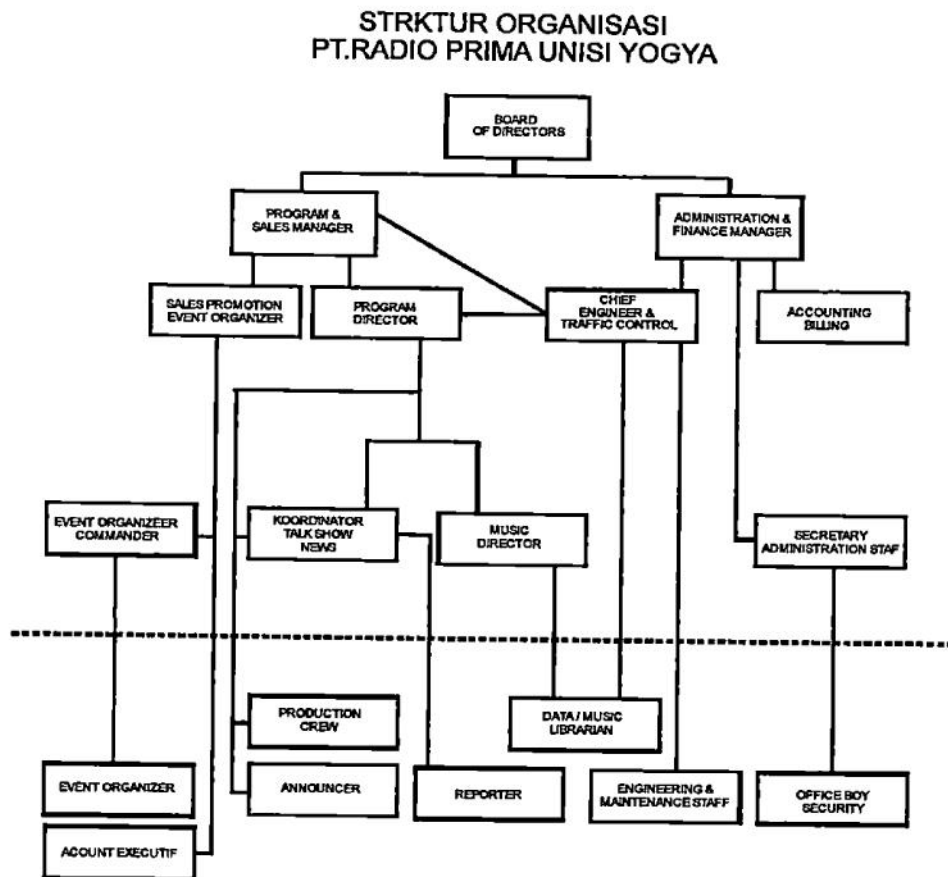 STRKTUR ORGANISASI
PT.RADIO PRIMA UNISI YOGYA
BOARD
OF DIRECTORS
PROGRAM &
SALES MANAGER
ADMINISTRATION &
FINANCE MANAGER
SALES PROMOTION
EVENT ORGANIZER
PROGRAM
DIRECTOR
CHIEF
ENGINEER &
TRAFFIC CONTROL
ACCOUNTING
BILLING
EVENT ORGANIZEER
COMMANDER
KOORDINATOR
TALK SHOW
NEWS
MUSIC
DIRECTOR
SECRETARY
ADMINISTRATION STAF
PRODUCTION
CREW
DATA / MUSIC
LIBRARIAN
EVENT ORGANIZER
ANNOUNCER
REPORTER
ENGINEERING &
MAINTENANCE STAFF
OFFICE BOY
SECURITY
ACOUNT EXECUTIF